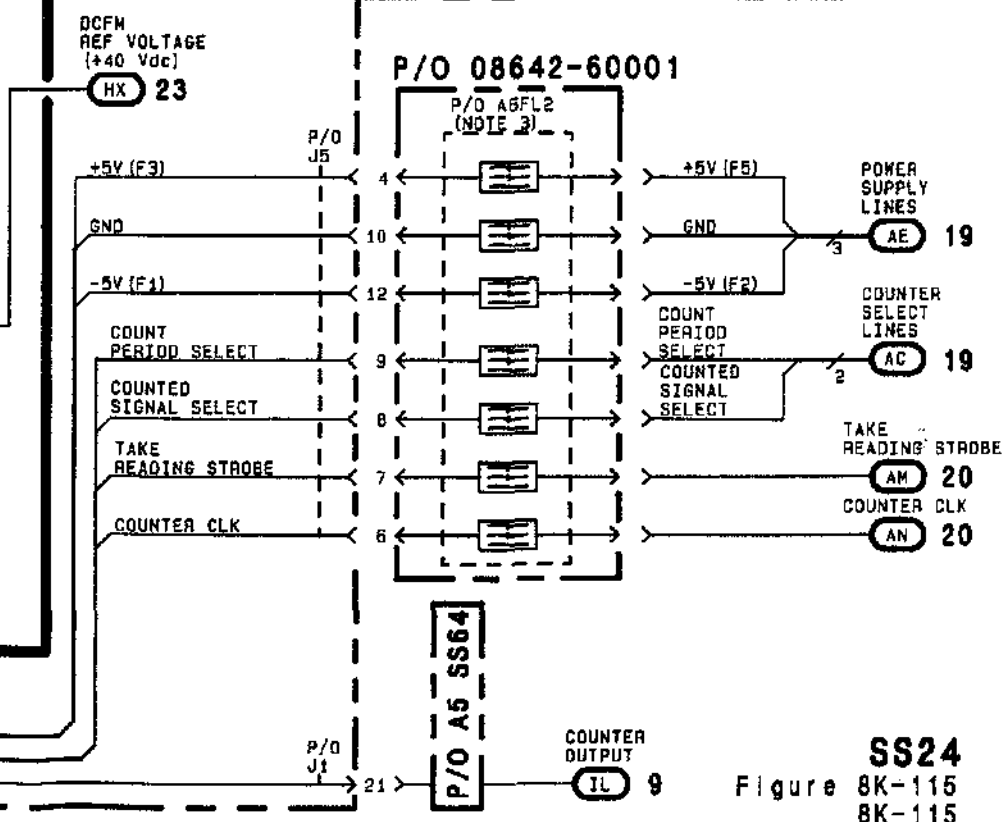 DCFM
REF VOLTAGE
(+40 Vdc)
HX 23
P/O 08642-60001
P/O A6FL2
(NOTE 3)
P/O
J5
+5V (F3)
4
+5V (F5)
POWER
SUPPLY
LINES
GND
10
GND
3
AE 19
-5V (F1)
12
-5V (F2)
COUNT
PERIOD SELECT
9
COUNT
PERIOD
SELECT
COUNTER
SELECT
LINES
2
AC 19
COUNTED
SIGNAL SELECT
8
COUNTED
SIGNAL
SELECT
TAKE
READING STROBE
7
TAKE
READING STROBE
AM 20
COUNTER CLK
6
COUNTER CLK
AN 20
P/O A5 SS64
P/O
J1
21
COUNTER
OUTPUT
IL 9
SS24
Figure 8K-115
8K-115